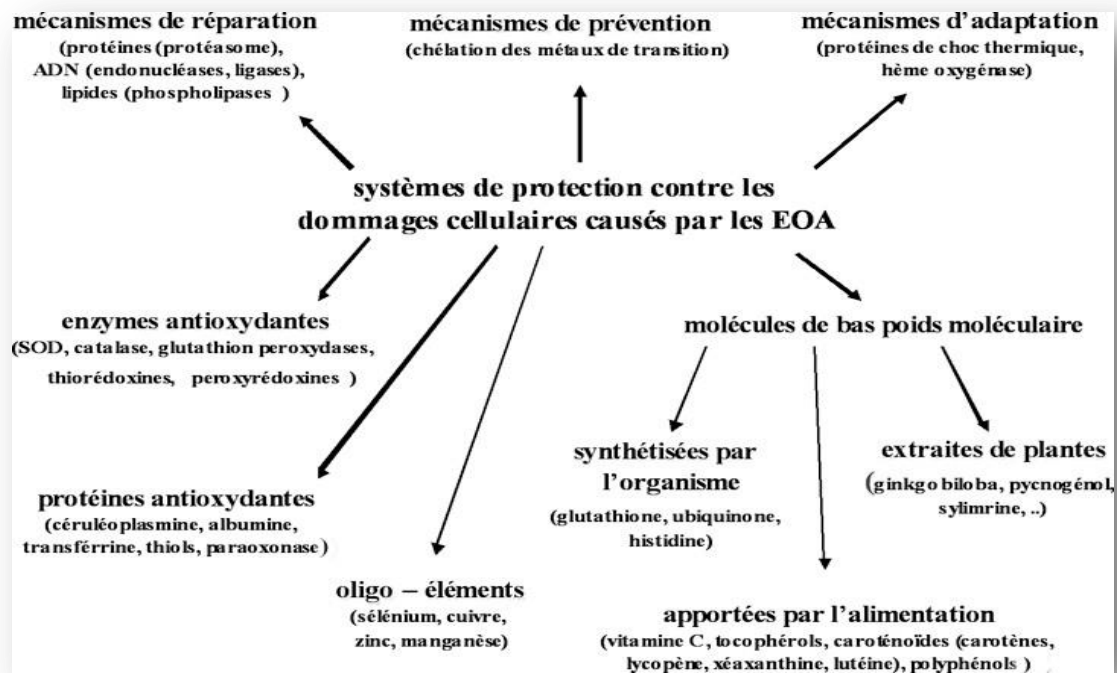 mécanismes de réparation
(protéines (protéasome),
ADN (endonucléases, ligases),
lipides (phospholipases )
mécanismes de prévention
(chélation des métaux de transition)
mécanismes d'adaptation
(protéines de choc thermique,
hème oxygénase)
systèmes de protection contre les
dommages cellulaires causés par les EOA
enzymes antioxydantes
(SOD, catalase, glutathion peroxydases,
thiorédoxines, peroxyrédoxines )
molécules de bas poids moléculaire
protéines antioxydantes
(céruléoplasmine, albumine,
transférrine, thiols, paraoxonase)
synthétisées par
l'organisme
(glutathione, ubiquinone,
histidine)
extraites de plantes
(ginkgo biloba, pycnogénol,
sylimrine, ..)
oligo – éléments
(sélénium, cuivre,
zinc, manganèse)
apportées par l'alimentation
(vitamine C, tocophérols, caroténoïdes (carotènes,
lycopène, xéaxanthine, lutéine), polyphénols )